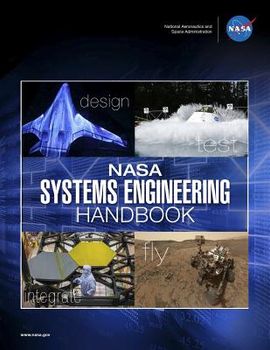 National Aeronautics and
Space Administration
NASA
design
test
NASA
SYSTEMS ENGINEERING
HANDBOOK
integrate
fly
www.nasa.gov